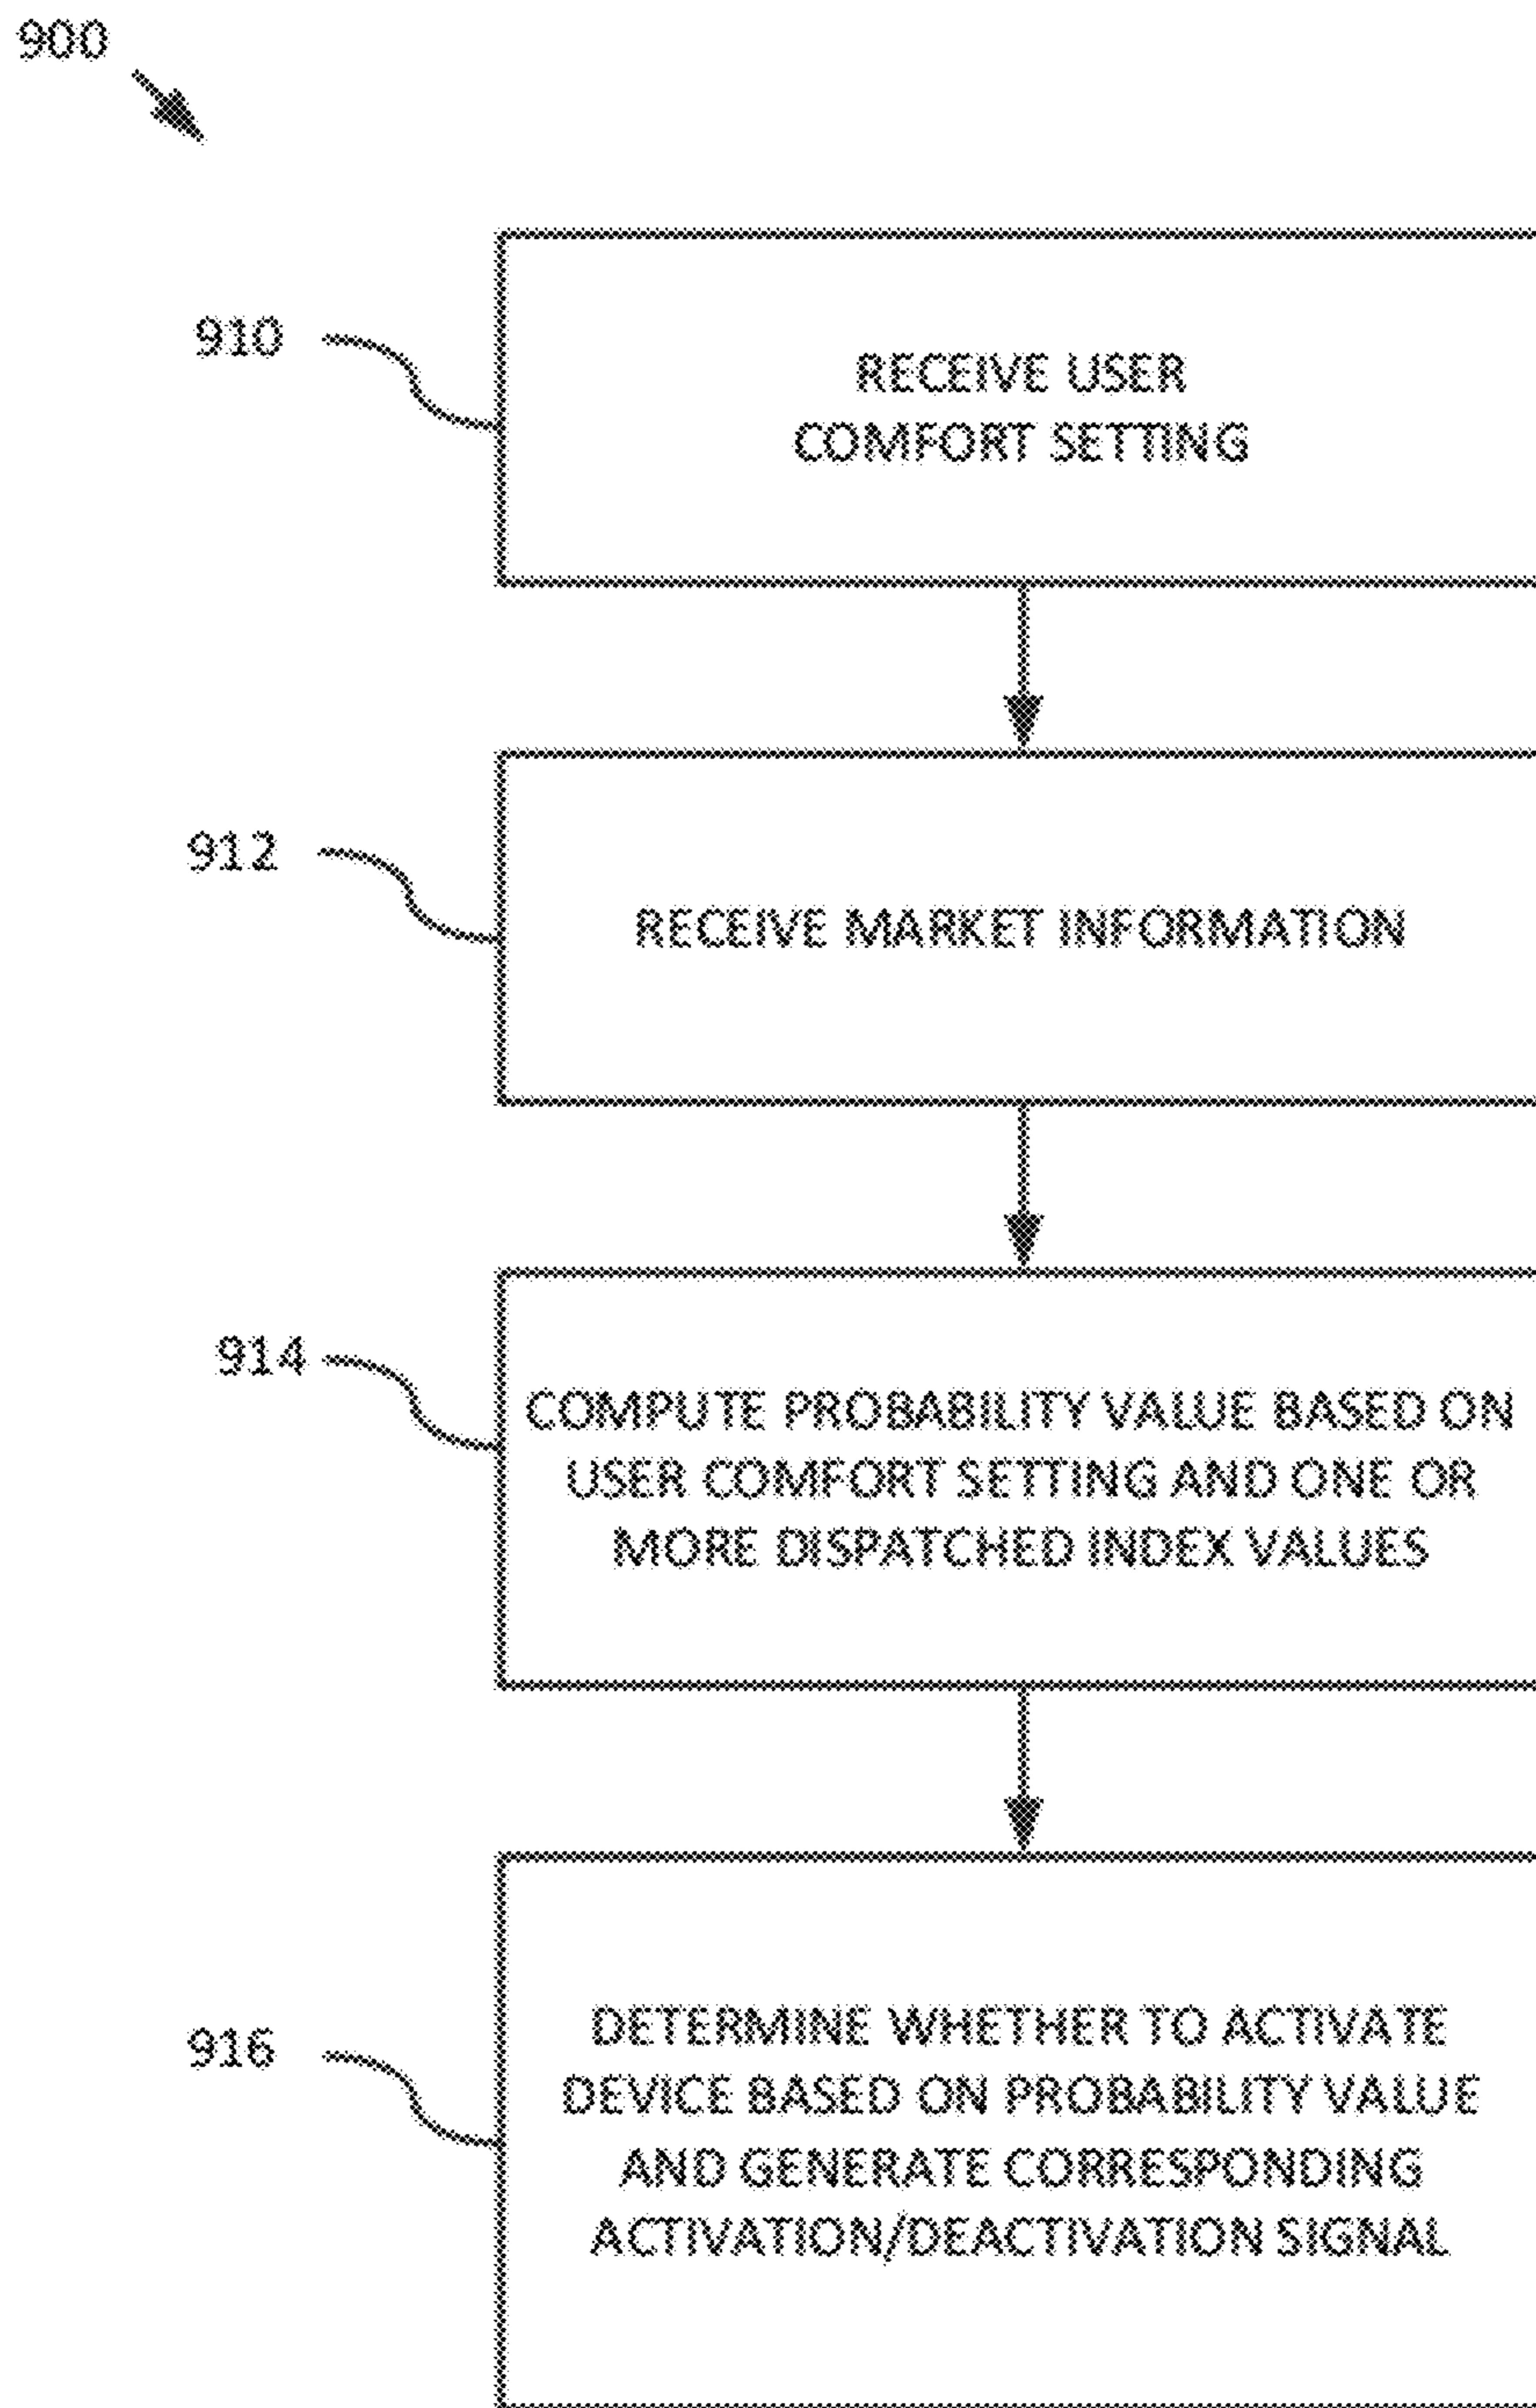 900
910
RECEIVE USER
COMFORT SETTING
912
RECEIVE MARKET INFORMATION
914
COMPUTE PROBABILITY VALUE BASED ON
USER COMFORT SETTING AND ONE OR
MORE DISPATCHED INDEX VALUES
916
DETERMINE WHETHER TO ACTIVATE
DEVICE BASED ON PROBABILITY VALUE
AND GENERATE CORRESPONDING
ACTIVATION/DEACTIVATION SIGNAL